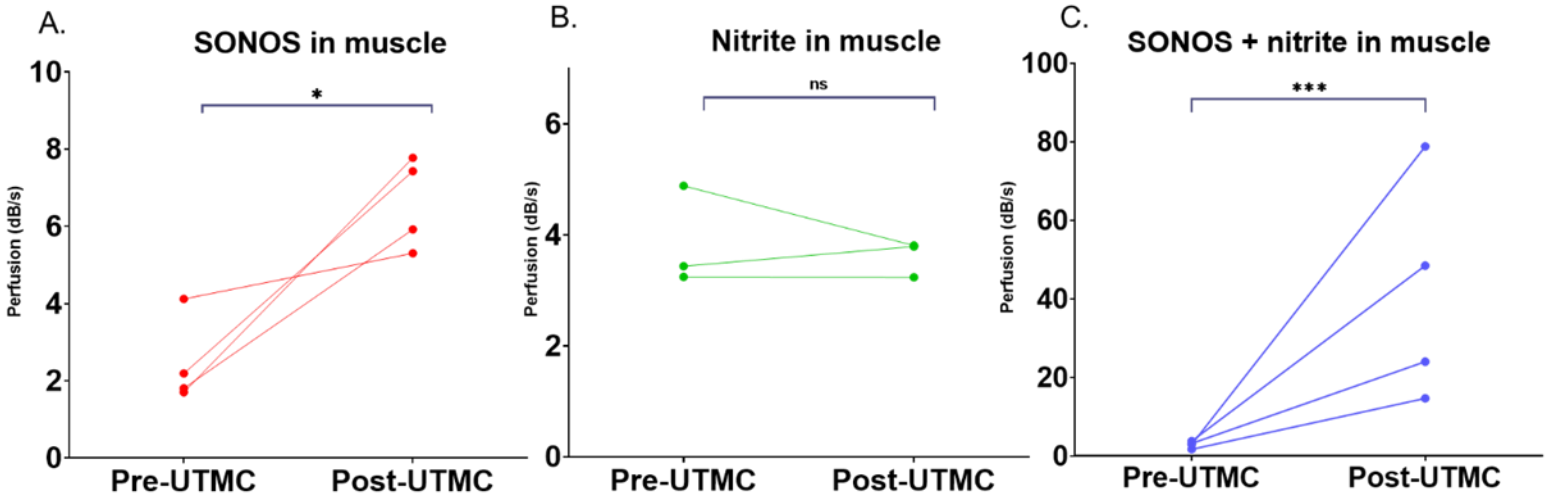 A.
SONOS in muscle
10
8
6
4
2
0
Perfusion (dB/s)
*
Pre-UTMC
Post-UTMC
B.
Nitrite in muscle
6
4
2
0
Perfusion (dB/s)
ns
Pre-UTMC
Post-UTMC
C.
SONOS + nitrite in muscle
100
80
60
40
20
0
Perfusion (dB/s)
***
Pre-UTMC
Post-UTMC